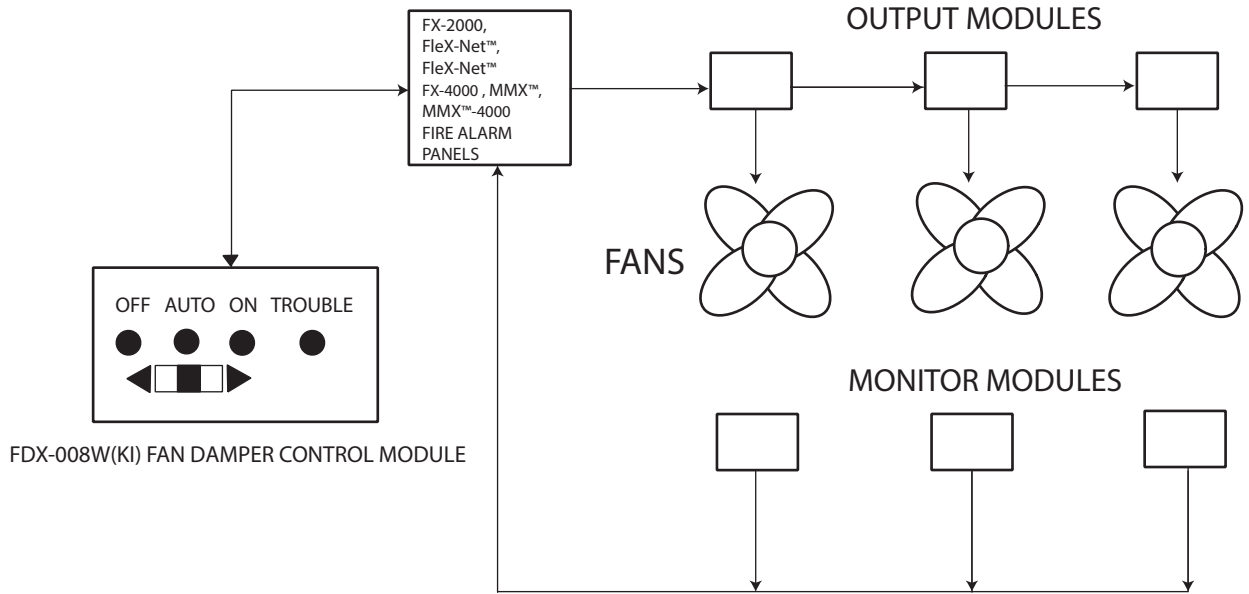 OUTPUT MODULES
FX-2000,
FleX-Net™,
FleX-Net™
FX-4000 , MMX™,
MMX™-4000
FIRE ALARM
PANELS
FANS
OFF AUTO ON TROUBLE
MONITOR MODULES
FDX-008W(KI) FAN DAMPER CONTROL MODULE